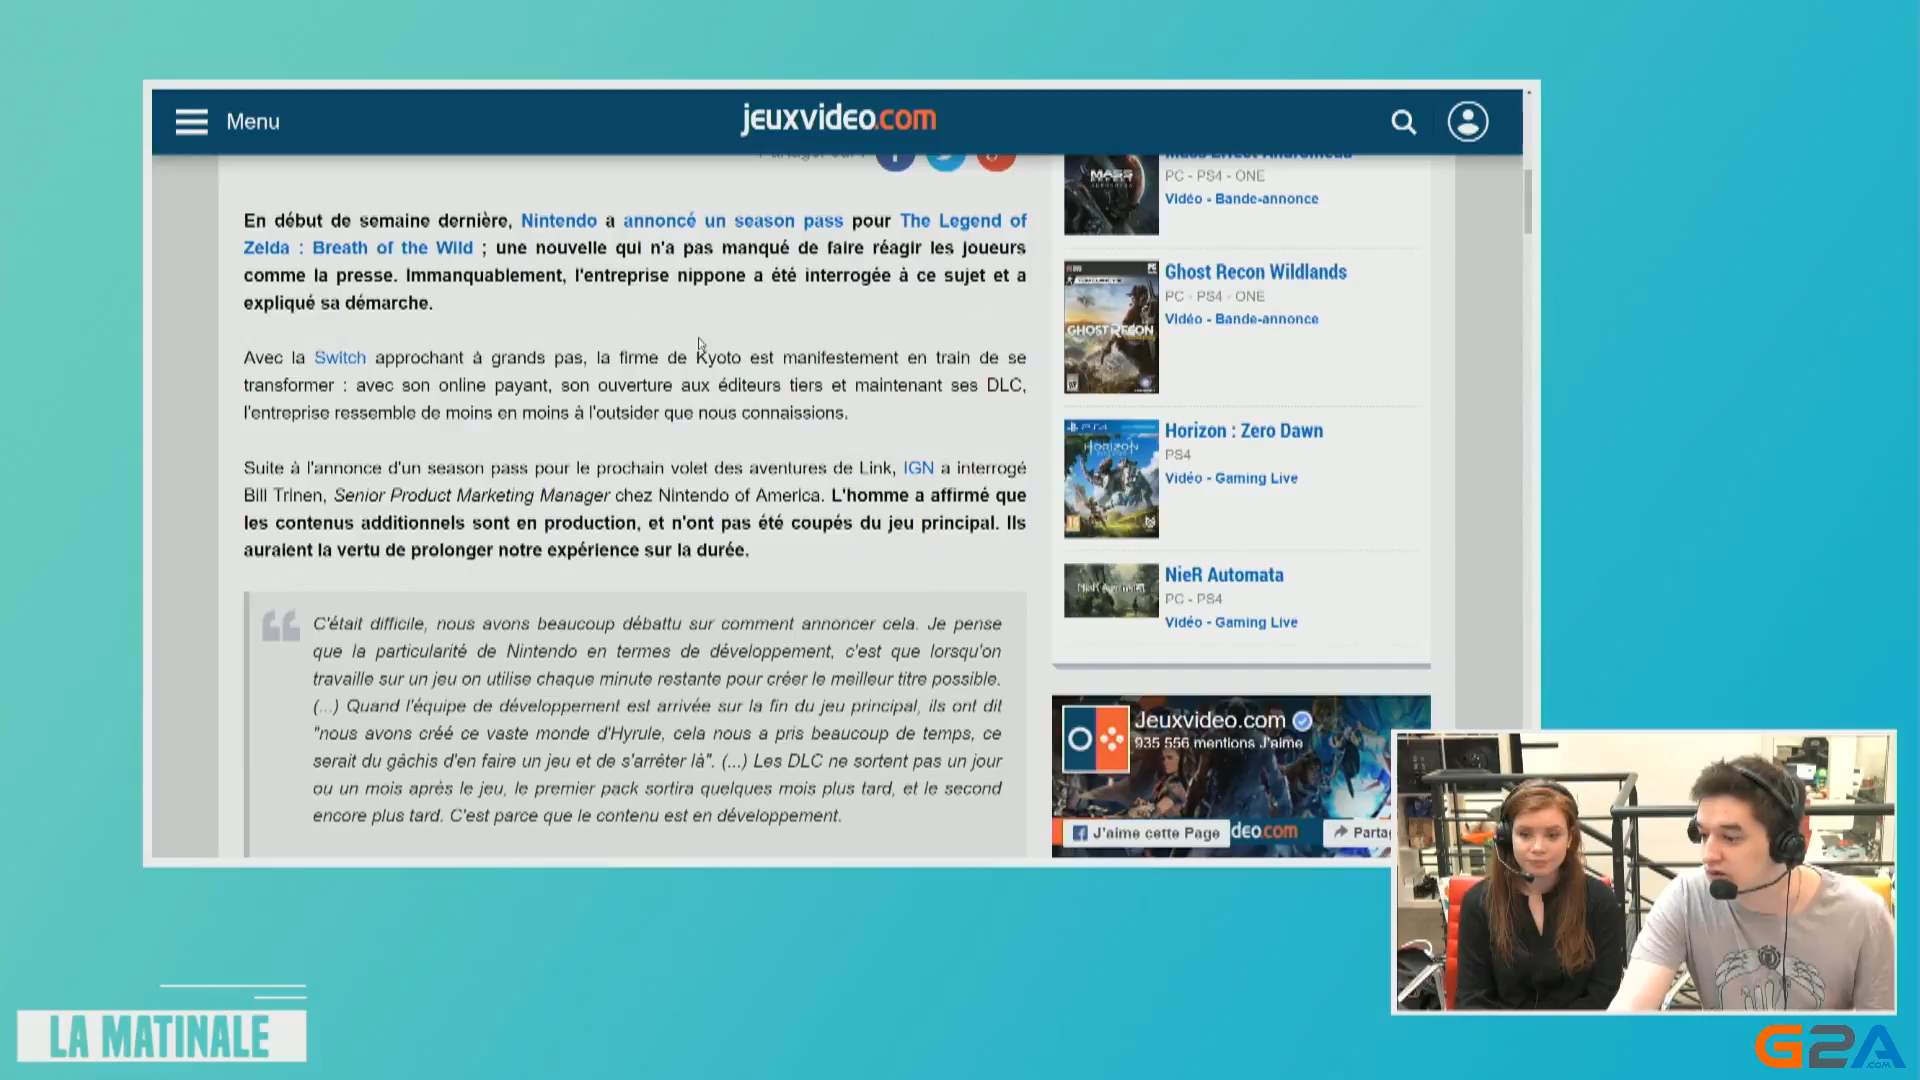 Menu
jeuxvideo.com
En début de semaine dernière, Nintendo a annoncé un season pass pour The Legend of
Zelda : Breath of the Wild ; une nouvelle qui n'a pas manqué de faire réagir les joueurs
comme la presse. Immanquablement, l'entreprise nippone a été interrogée à ce sujet et a
expliqué sa démarche.
Avec la Switch approchant à grands pas, la firme de Kyoto est manifestement en train de se
transformer : avec son online payant, son ouverture aux éditeurs tiers et maintenant ses DLC,
l'entreprise ressemble de moins en moins à l'outsider que nous connaissions.
Suite à l'annonce d'un season pass pour le prochain volet des aventures de Link, IGN a interrogé
Bill Trinen, Senior Product Marketing Manager chez Nintendo of America. L'homme a affirmé que
les contenus additionnels sont en production, et n'ont pas été coupés du jeu principal. Ils
auraient la vertu de prolonger notre expérience sur la durée.
C'était difficile, nous avons beaucoup débattu sur comment annoncer cela. Je pense
que la particularité de Nintendo en termes de développement, c'est que lorsqu'on
travaille sur un jeu on utilise chaque minute restante pour créer le meilleur titre possible.
(...) Quand l'équipe de développement est arrivée sur la fin du jeu principal, ils ont dit
"nous avons créé ce vaste monde d'Hyrule, cela nous a pris beaucoup de temps, ce
serait du gâchis d'en faire un jeu et de s'arrêter là". (...) Les DLC ne sortent pas un jour
ou un mois après le jeu, le premier pack sortira quelques mois plus tard, et le second
encore plus tard. C'est parce que le contenu est en développement.
Mass Effect Andromeda
PC - PS4 - ONE
Vidéo - Bande-annonce
MASS
Ghost Recon Wildlands
PC - PS4 - ONE
Vidéo - Bande-annonce
GHOST RECON
Horizon : Zero Dawn
PS4
Vidéo - Gaming Live
PS4
HORIZON
NieR Automata
PC - PS4
Vidéo - Gaming Live
Jeuxvideo.com
935 556 mentions J'aime
J'aime cette Page
deo.com
Parta
LA MATINALE
G2A
.COM